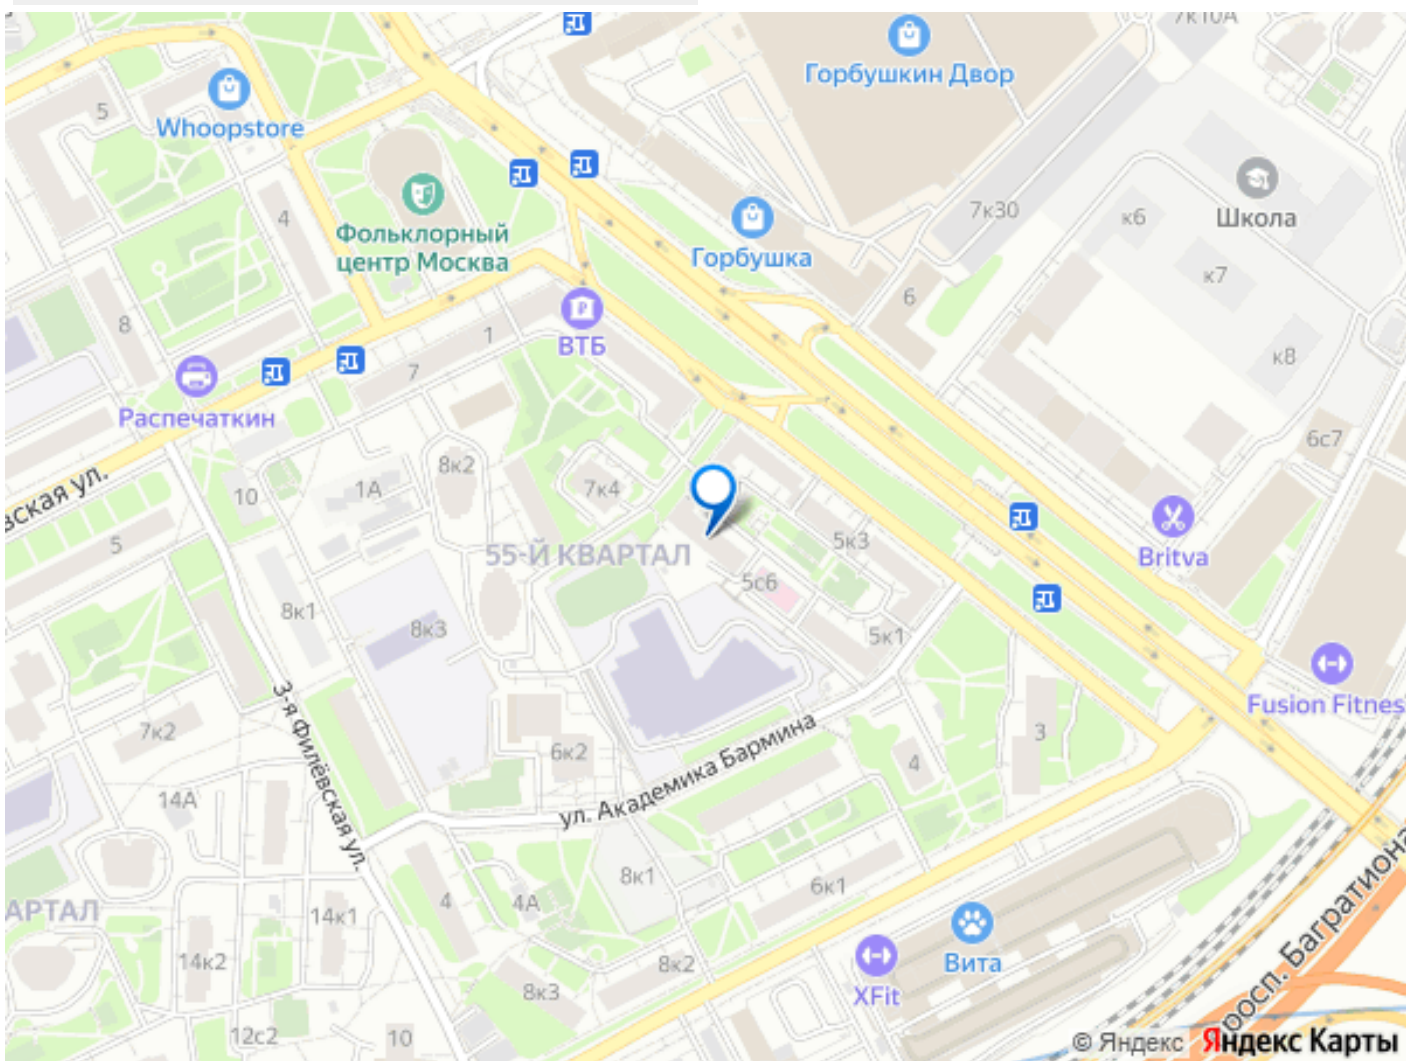 7к10А
Горбушкин Двор
5
Whoopstore
Школа
4
7к30
к6
Фольклорный
центр Москва
Горбушка
к7
6
8
1
ВТБ
к8
7
Распечаткин
6с7
8к2
1А
7к4
10
вская ул.
5
Britva
55-Й КВАРТАЛ
5к3
5с6
8к1
8к3
5к1
3-я Филёвская ул.
Fusion Fitnes
7к2
6к2
3
4
ул. Академика Бармина
14А
8к1
6к1
4
4А
АРТАЛ
14к1
Вита
14к2
8к2
XFit
8к3
росп. Багратиона
12с2
10
© Яндекс Яндекс Карты